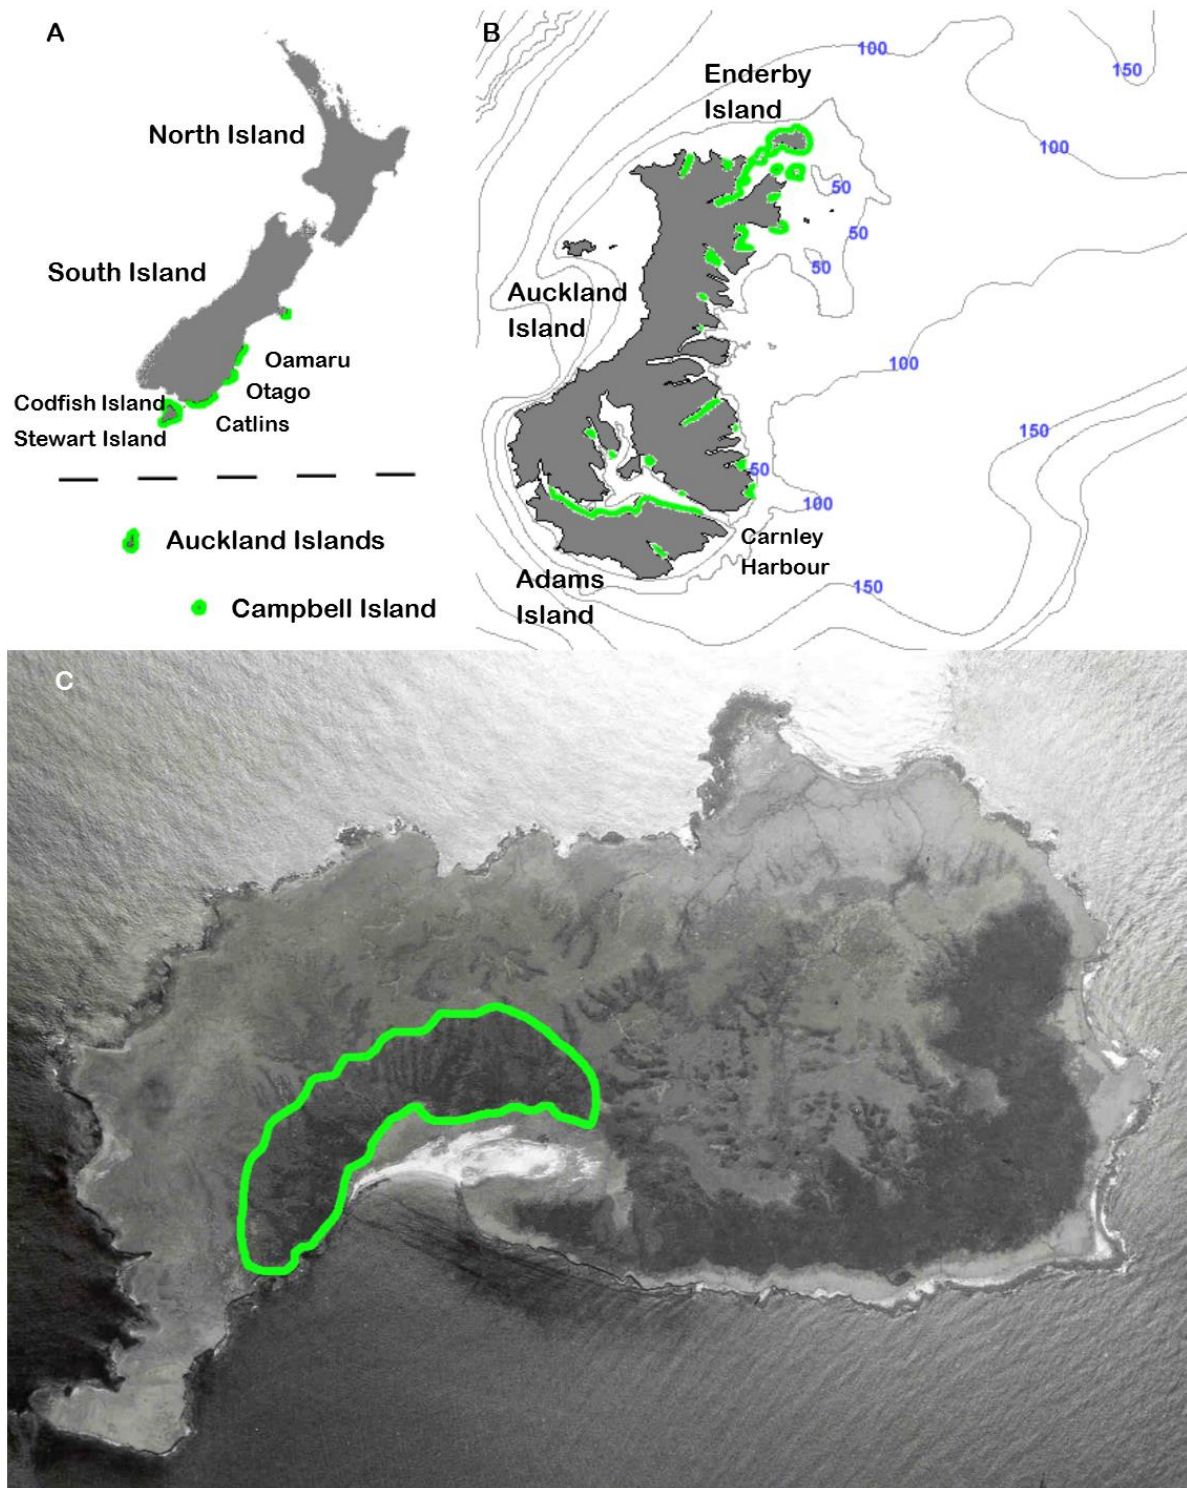 A
North Island
South Island
Oamaru
Otago
Codfish Island
Catlins
Stewart Island
Auckland Islands
Campbell Island
B
100
150
Enderby
Island
100
50
50
50
Auckland
Island
100
150
50
100
Carnley
Harbour
Adams
Island
150
C